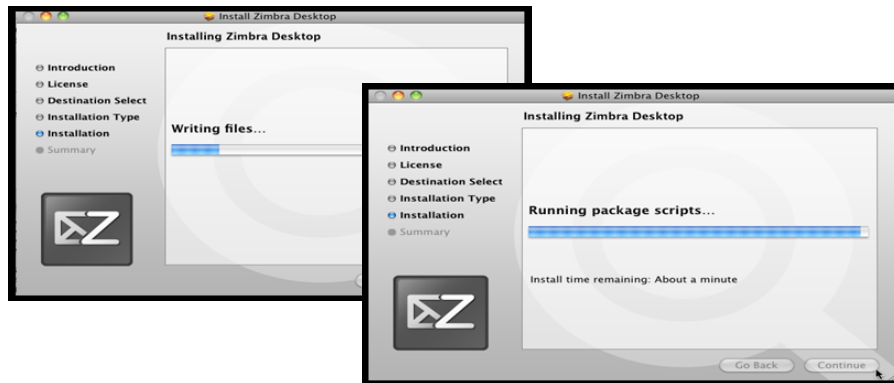 Install Zimbra Desktop
Installing Zimbra Desktop
Introduction
License
Destination Select
Installation Type
Installation
Summary
Writing files...
Install Zimbra Desktop
Installing Zimbra Desktop
Introduction
License
Destination Select
Installation Type
Installation
Summary
Running package scripts...
Install time remaining: About a minute
Go Back
Continue